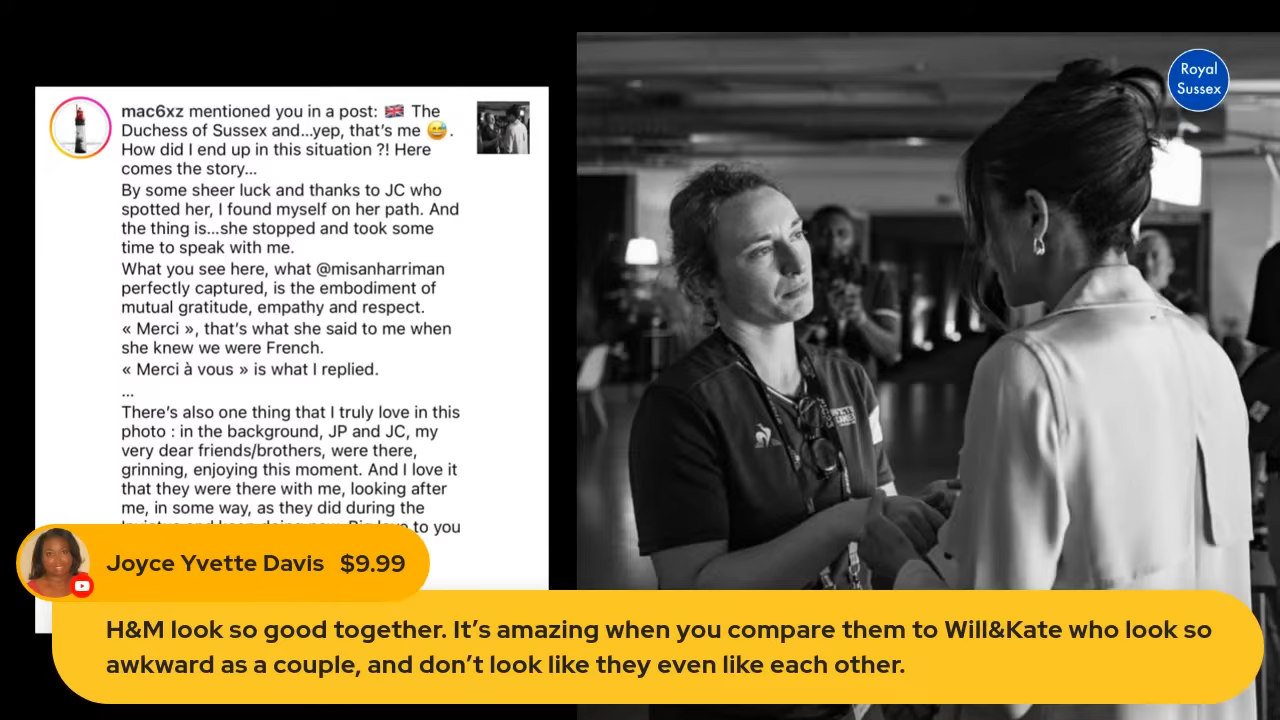 mac6xz mentioned you in a post: 🇬🇧 The
Duchess of Sussex and...yep, that's me 😅.
How did I end up in this situation ?! Here
comes the story...
By some sheer luck and thanks to JC who
spotted her, I found myself on her path. And
the thing is...she stopped and took some
time to speak with me.
What you see here, what @misanharriman
perfectly captured, is the embodiment of
mutual gratitude, empathy and respect.
« Merci », that's what she said to me when
she knew we were French.
« Merci à vous » is what I replied.
...
There's also one thing that I truly love in this
photo : in the background, JP and JC, my
very dear friends/brothers, were there,
grinning, enjoying this moment. And I love it
that they were there with me, looking after
me, in some way, as they did during the
to you
Royal
Sussex
Joyce Yvette Davis $9.99
H&M look so good together. It's amazing when you compare them to Will&Kate who look so
awkward as a couple, and don't look like they even like each other.